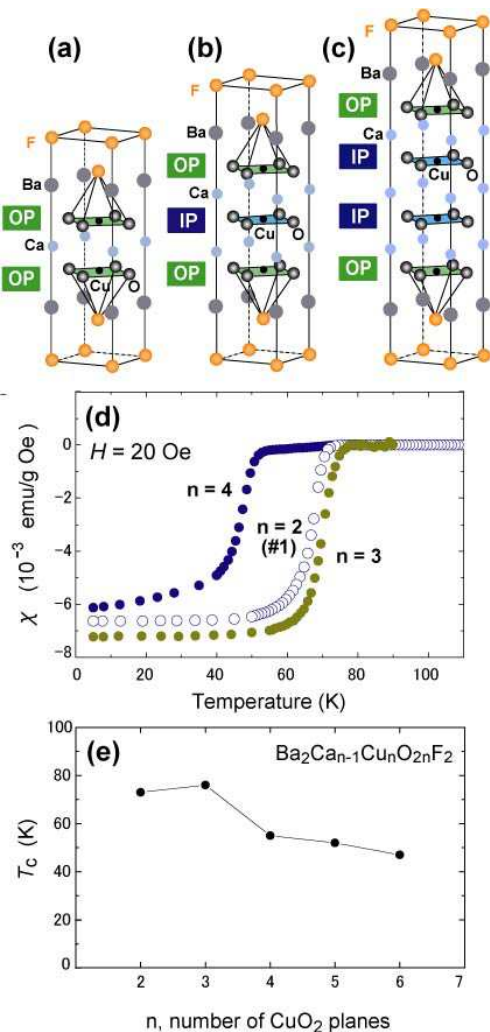 (a)
F
Ba
OP
Ca
OP
Cu
O
(b)
Ba
OP
Ca
IP
Cu
O
OP
(c)
F
Ba
OP
Ca
IP
Cu
O
IP
OP
(d)
H = 20 Oe
n = 4
n = 2
(#1)
n = 3
χ (10⁻³ emu/g Oe)
0
−2
−4
−6
−8
0 20 40 60 80 100
Temperature (K)
(e)
Ba₂Caₙ₋₁CuₙO₂ₙF₂
T_c (K)
100
80
60
40
20
0
2 3 4 5 6 7
n, number of CuO₂ planes